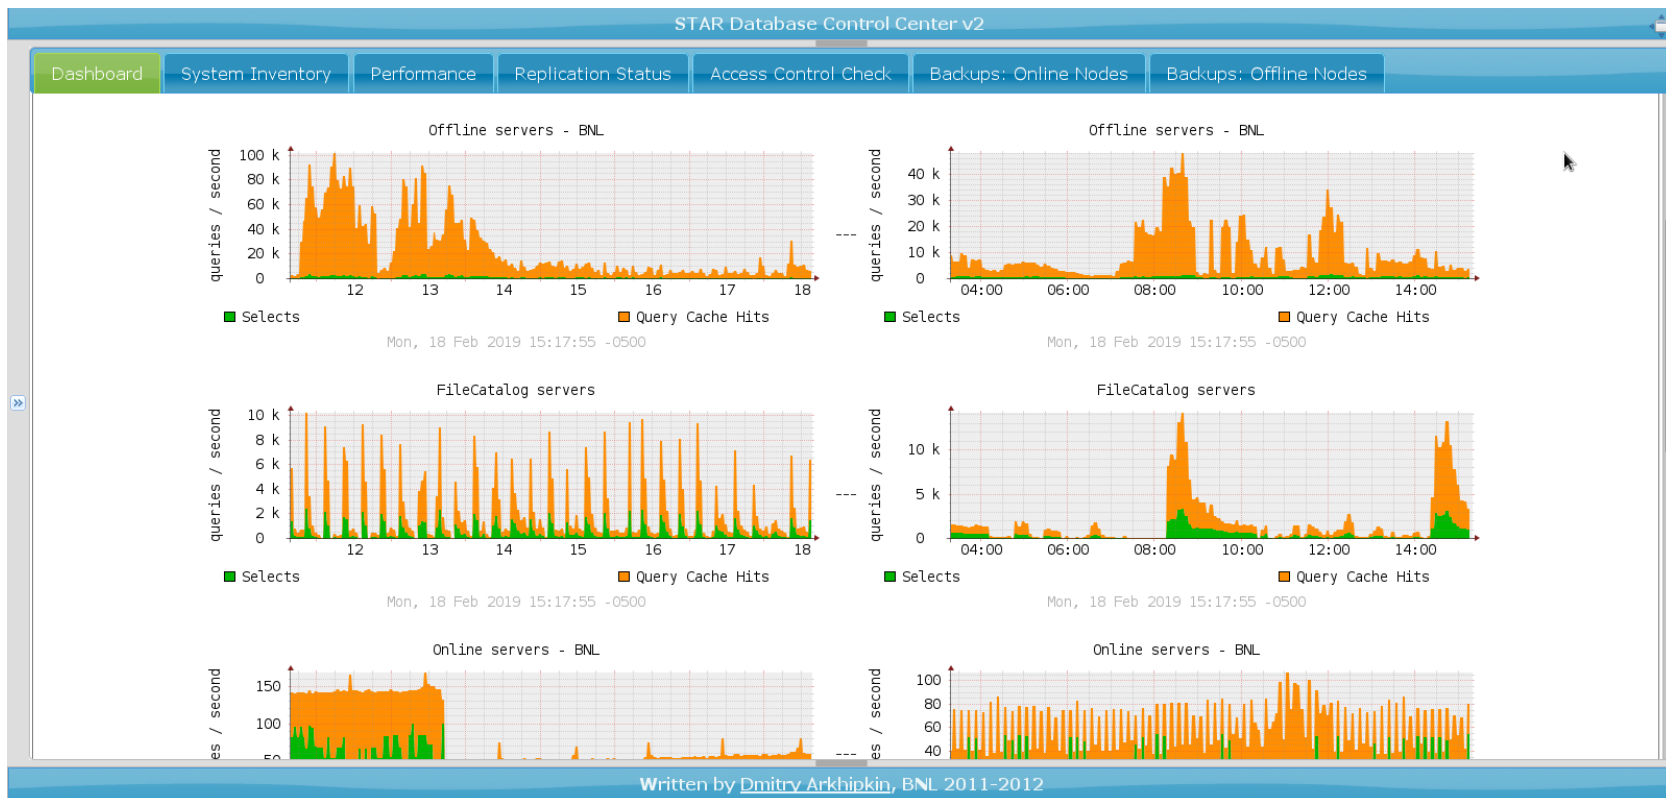 STAR Database Control Center v2
Dashboard System Inventory Performance Replication Status Access Control Check Backups: Online Nodes Backups: Offline Nodes
Offline servers - BNL
queries / second
100 k
80 k
60 k
40 k
20 k
0
12 13 14 15 16 17 18
Selects Query Cache Hits
Mon, 18 Feb 2019 15:17:55 -0500
---
Offline servers - BNL
queries / second
40 k
30 k
20 k
10 k
0
04:00 06:00 08:00 10:00 12:00 14:00
Selects Query Cache Hits
Mon, 18 Feb 2019 15:17:55 -0500
FileCatalog servers
queries / second
10 k
8 k
6 k
4 k
2 k
0
12 13 14 15 16 17 18
Selects Query Cache Hits
Mon, 18 Feb 2019 15:17:55 -0500
---
FileCatalog servers
queries / second
10 k
5 k
0
04:00 06:00 08:00 10:00 12:00 14:00
Selects Query Cache Hits
Mon, 18 Feb 2019 15:17:55 -0500
Online servers - BNL
es / second
150
100
50
---
Online servers - BNL
es / second
100
80
60
40
Written by Dmitry Arkhipkin, BNL 2011-2012